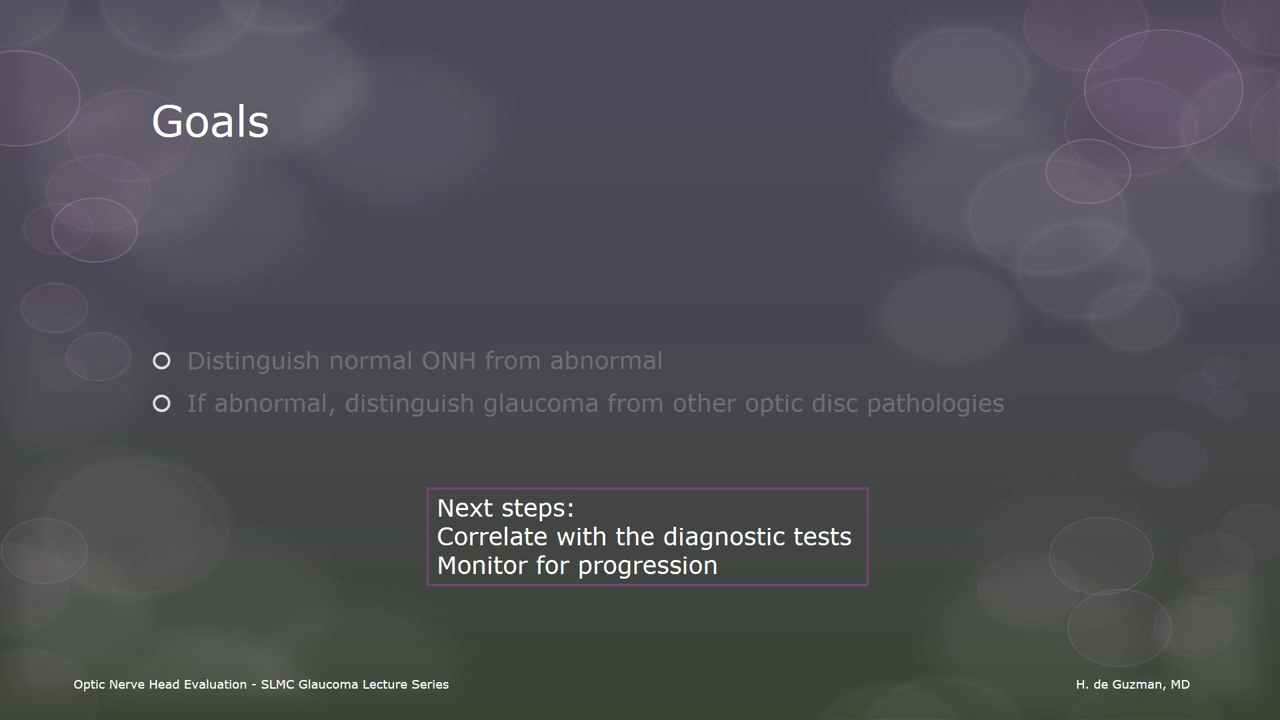 Goals
Distinguish normal ONH from abnormal
If abnormal, distinguish glaucoma from other optic disc pathologies
Next steps:
Correlate with the diagnostic tests
Monitor for progression
Optic Nerve Head Evaluation - SLMC Glaucoma Lecture Series
H. de Guzman, MD